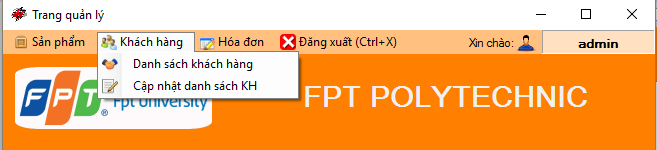 Trang quản lý
Sản phẩm Khách hàng Hóa đơn Đăng xuất (Ctrl+X) Xin chào: admin
Danh sách khách hàng
Cập nhật danh sách KH
FPT
Fpt University
FPT POLYTECHNIC